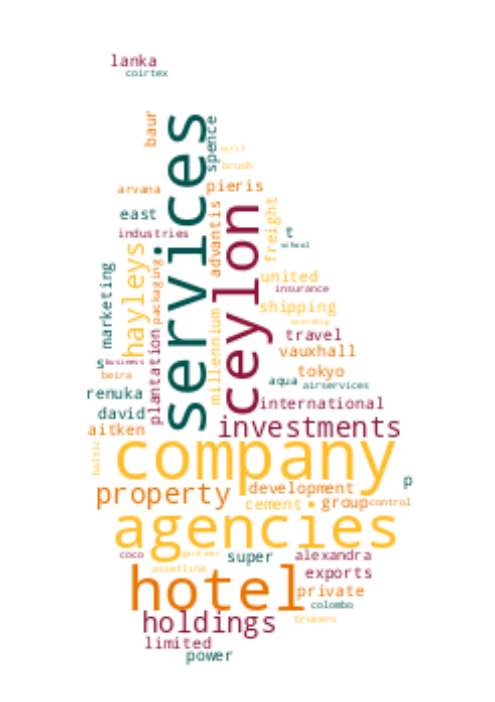 lanka
coirtex
baur
services
spence
cyril
brush
arvana
pieris
east
advantis
ceylon
freight
t
industries
school
hayleys
marketing
packaging
united
insurance
millennium
shipping
plantation
travel
s
business
vauxhall
beira
tokyo
aqua
airservices
renuka
international
david
aitken
investments
company
baltic
p
property
development
cement
group
control
agencies
coco
gardiner
super
alexandra
assetline
exports
hotel
private
colombo
holdings
brokers
limited
power